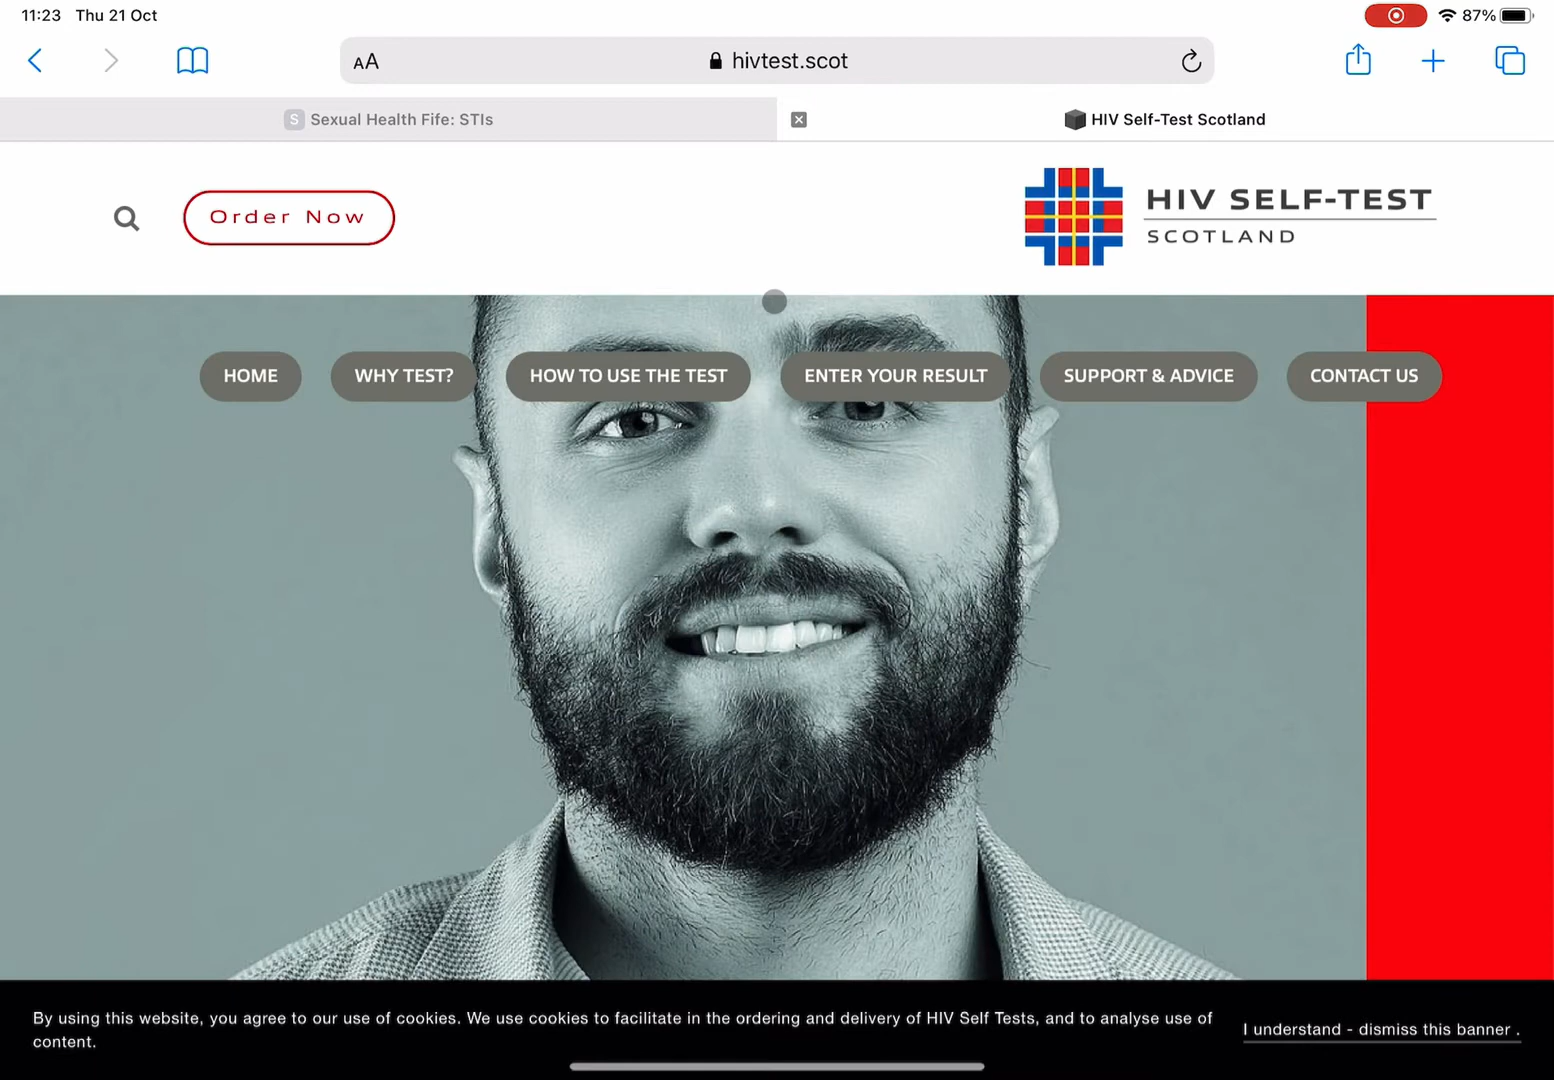 11:23 Thu 21 Oct
87%
AA
hivtest.scot
S Sexual Health Fife: STIs
HIV Self-Test Scotland
Order Now
HIV SELF-TEST
SCOTLAND
HOME
WHY TEST?
HOW TO USE THE TEST
ENTER YOUR RESULT
SUPPORT & ADVICE
CONTACT US
By using this website, you agree to our use of cookies. We use cookies to facilitate in the ordering and delivery of HIV Self Tests, and to analyse use of
content.
I understand - dismiss this banner .